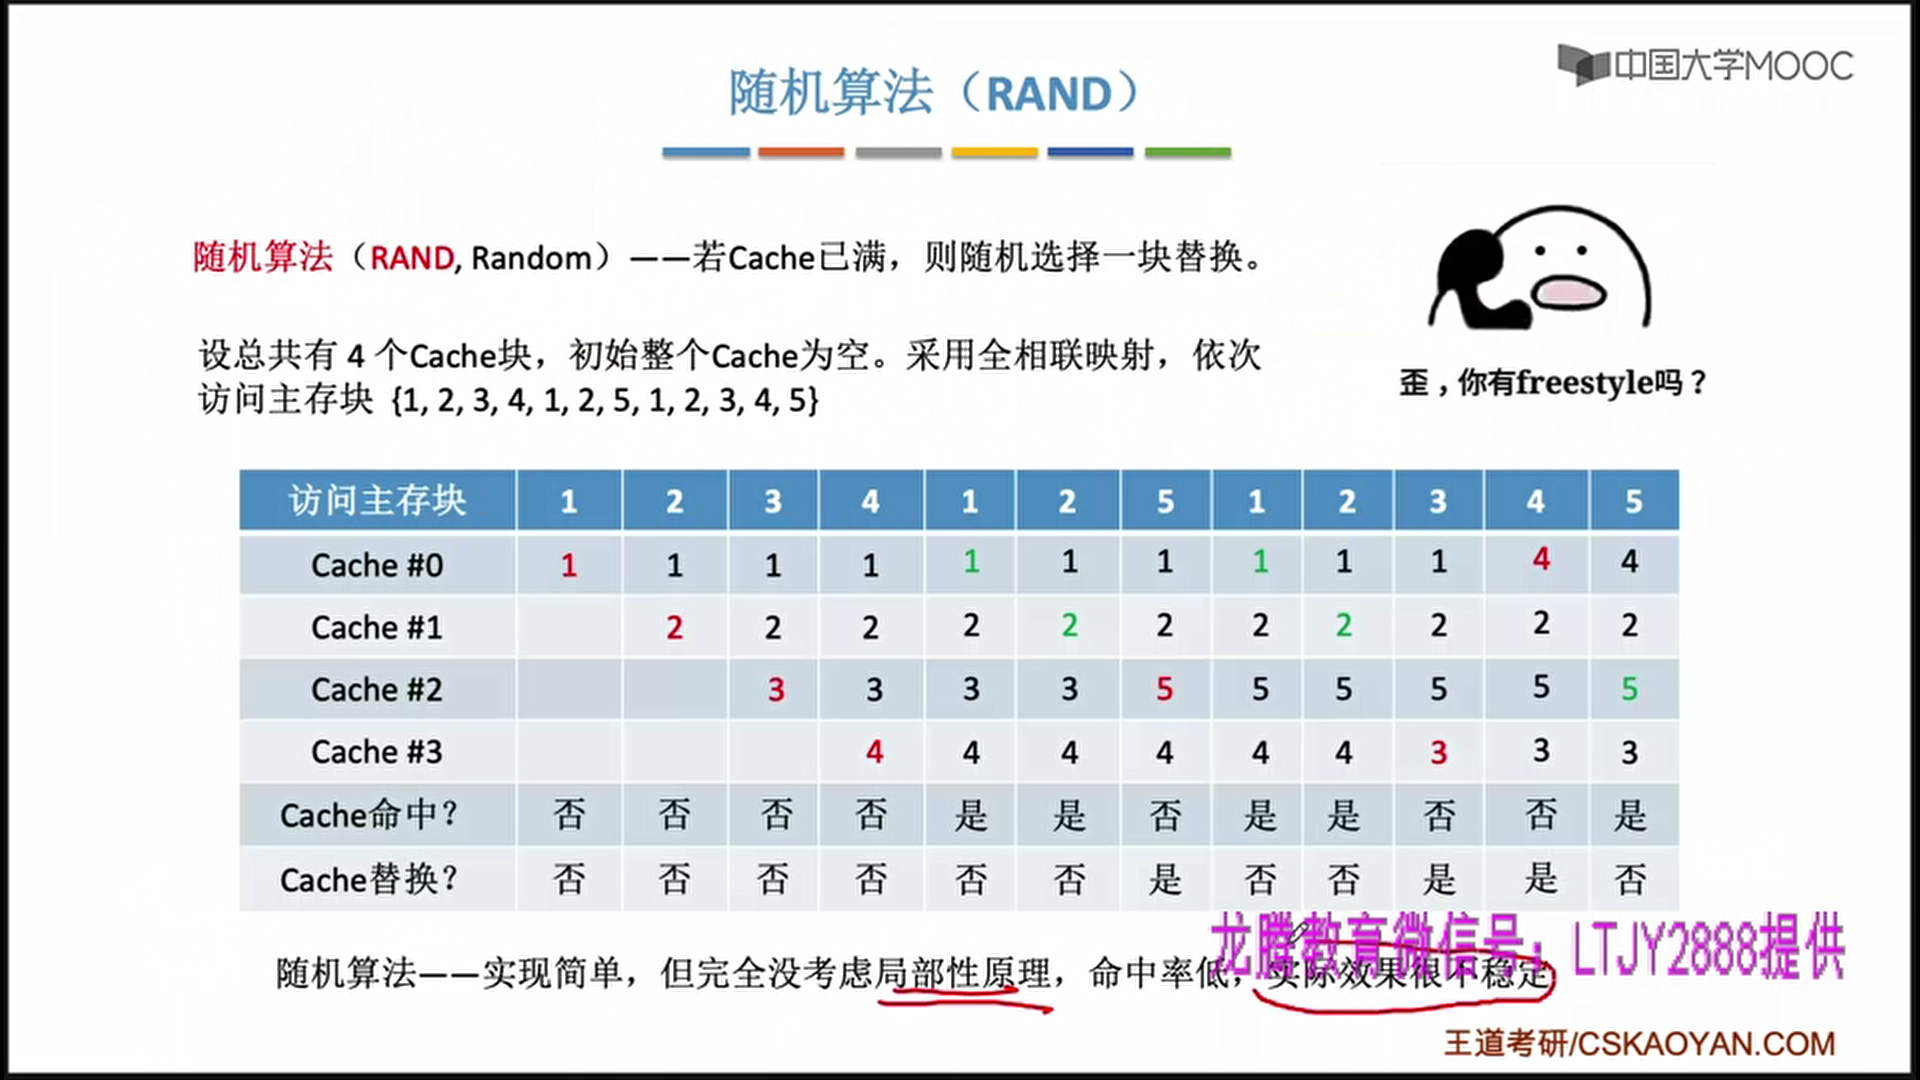 随机算法（RAND）
中国大学MOOC
随机算法（RAND, Random）——若Cache已满，则随机选择一块替换。
设总共有 4 个Cache块，初始整个Cache为空。采用全相联映射，依次
访问主存块 {1, 2, 3, 4, 1, 2, 5, 1, 2, 3, 4, 5}
歪，你有freestyle吗？
访问主存块 1 2 3 4 1 2 5 1 2 3 4 5
Cache #0 1 1 1 1 1 1 1 1 1 1 4 4
Cache #1 2 2 2 2 2 2 2 2 2 2 2
Cache #2 3 3 3 3 5 5 5 5 5 5
Cache #3 4 4 4 4 4 4 3 3 3
Cache命中？ 否 否 否 否 是 是 否 是 是 否 否 是
Cache替换？ 否 否 否 否 否 否 是 否 否 是 是 否
龙腾教育微信号：LTJY2888提供
随机算法——实现简单，但完全没考虑局部性原理，命中率低，实际效果很不稳定
王道考研/CSKAOYAN.COM